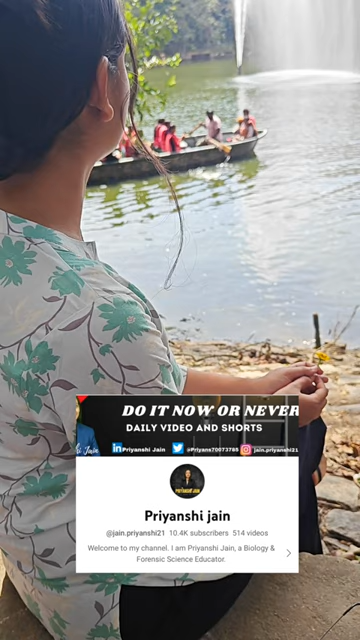 DO IT NOW OR NEVER
DAILY VIDEO AND SHORTS
Priyanshi Jain @Priyans70073765 jain.priyanshi21
Priyanshi jain
@jain.priyanshi21 10.4K subscribers 514 videos
Welcome to my channel. I am Priyanshi Jain, a Biology &
Forensic Science Educator.